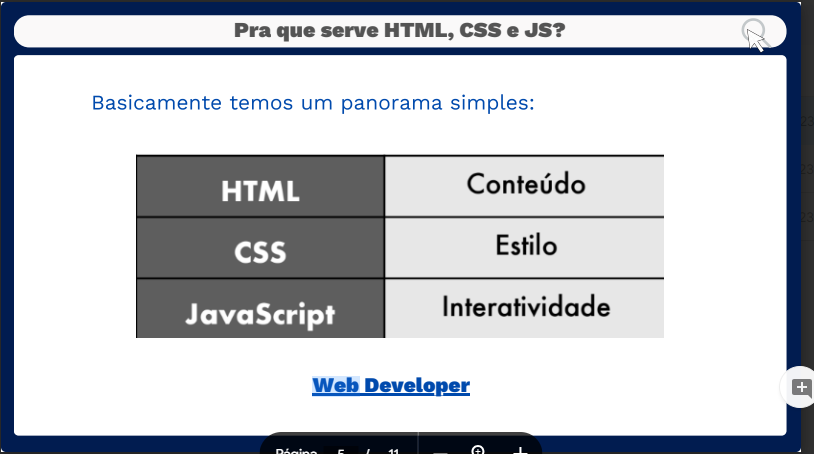 Pra que serve HTML, CSS e JS?
Basicamente temos um panorama simples:
HTML Conteúdo
CSS Estilo
JavaScript Interatividade
Web Developer
Página 5 / 11